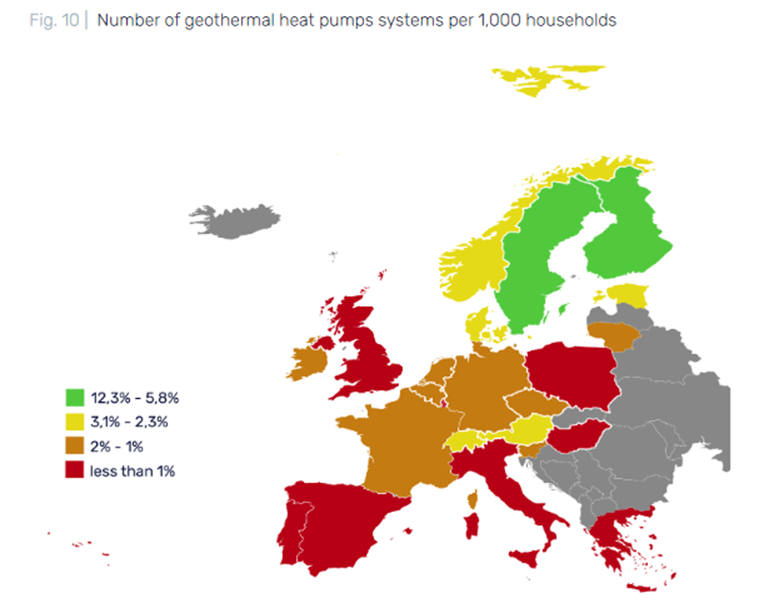 Fig. 10 | Number of geothermal heat pumps systems per 1,000 households
12,3% - 5,8%
3,1% - 2,3%
2% - 1%
less than 1%